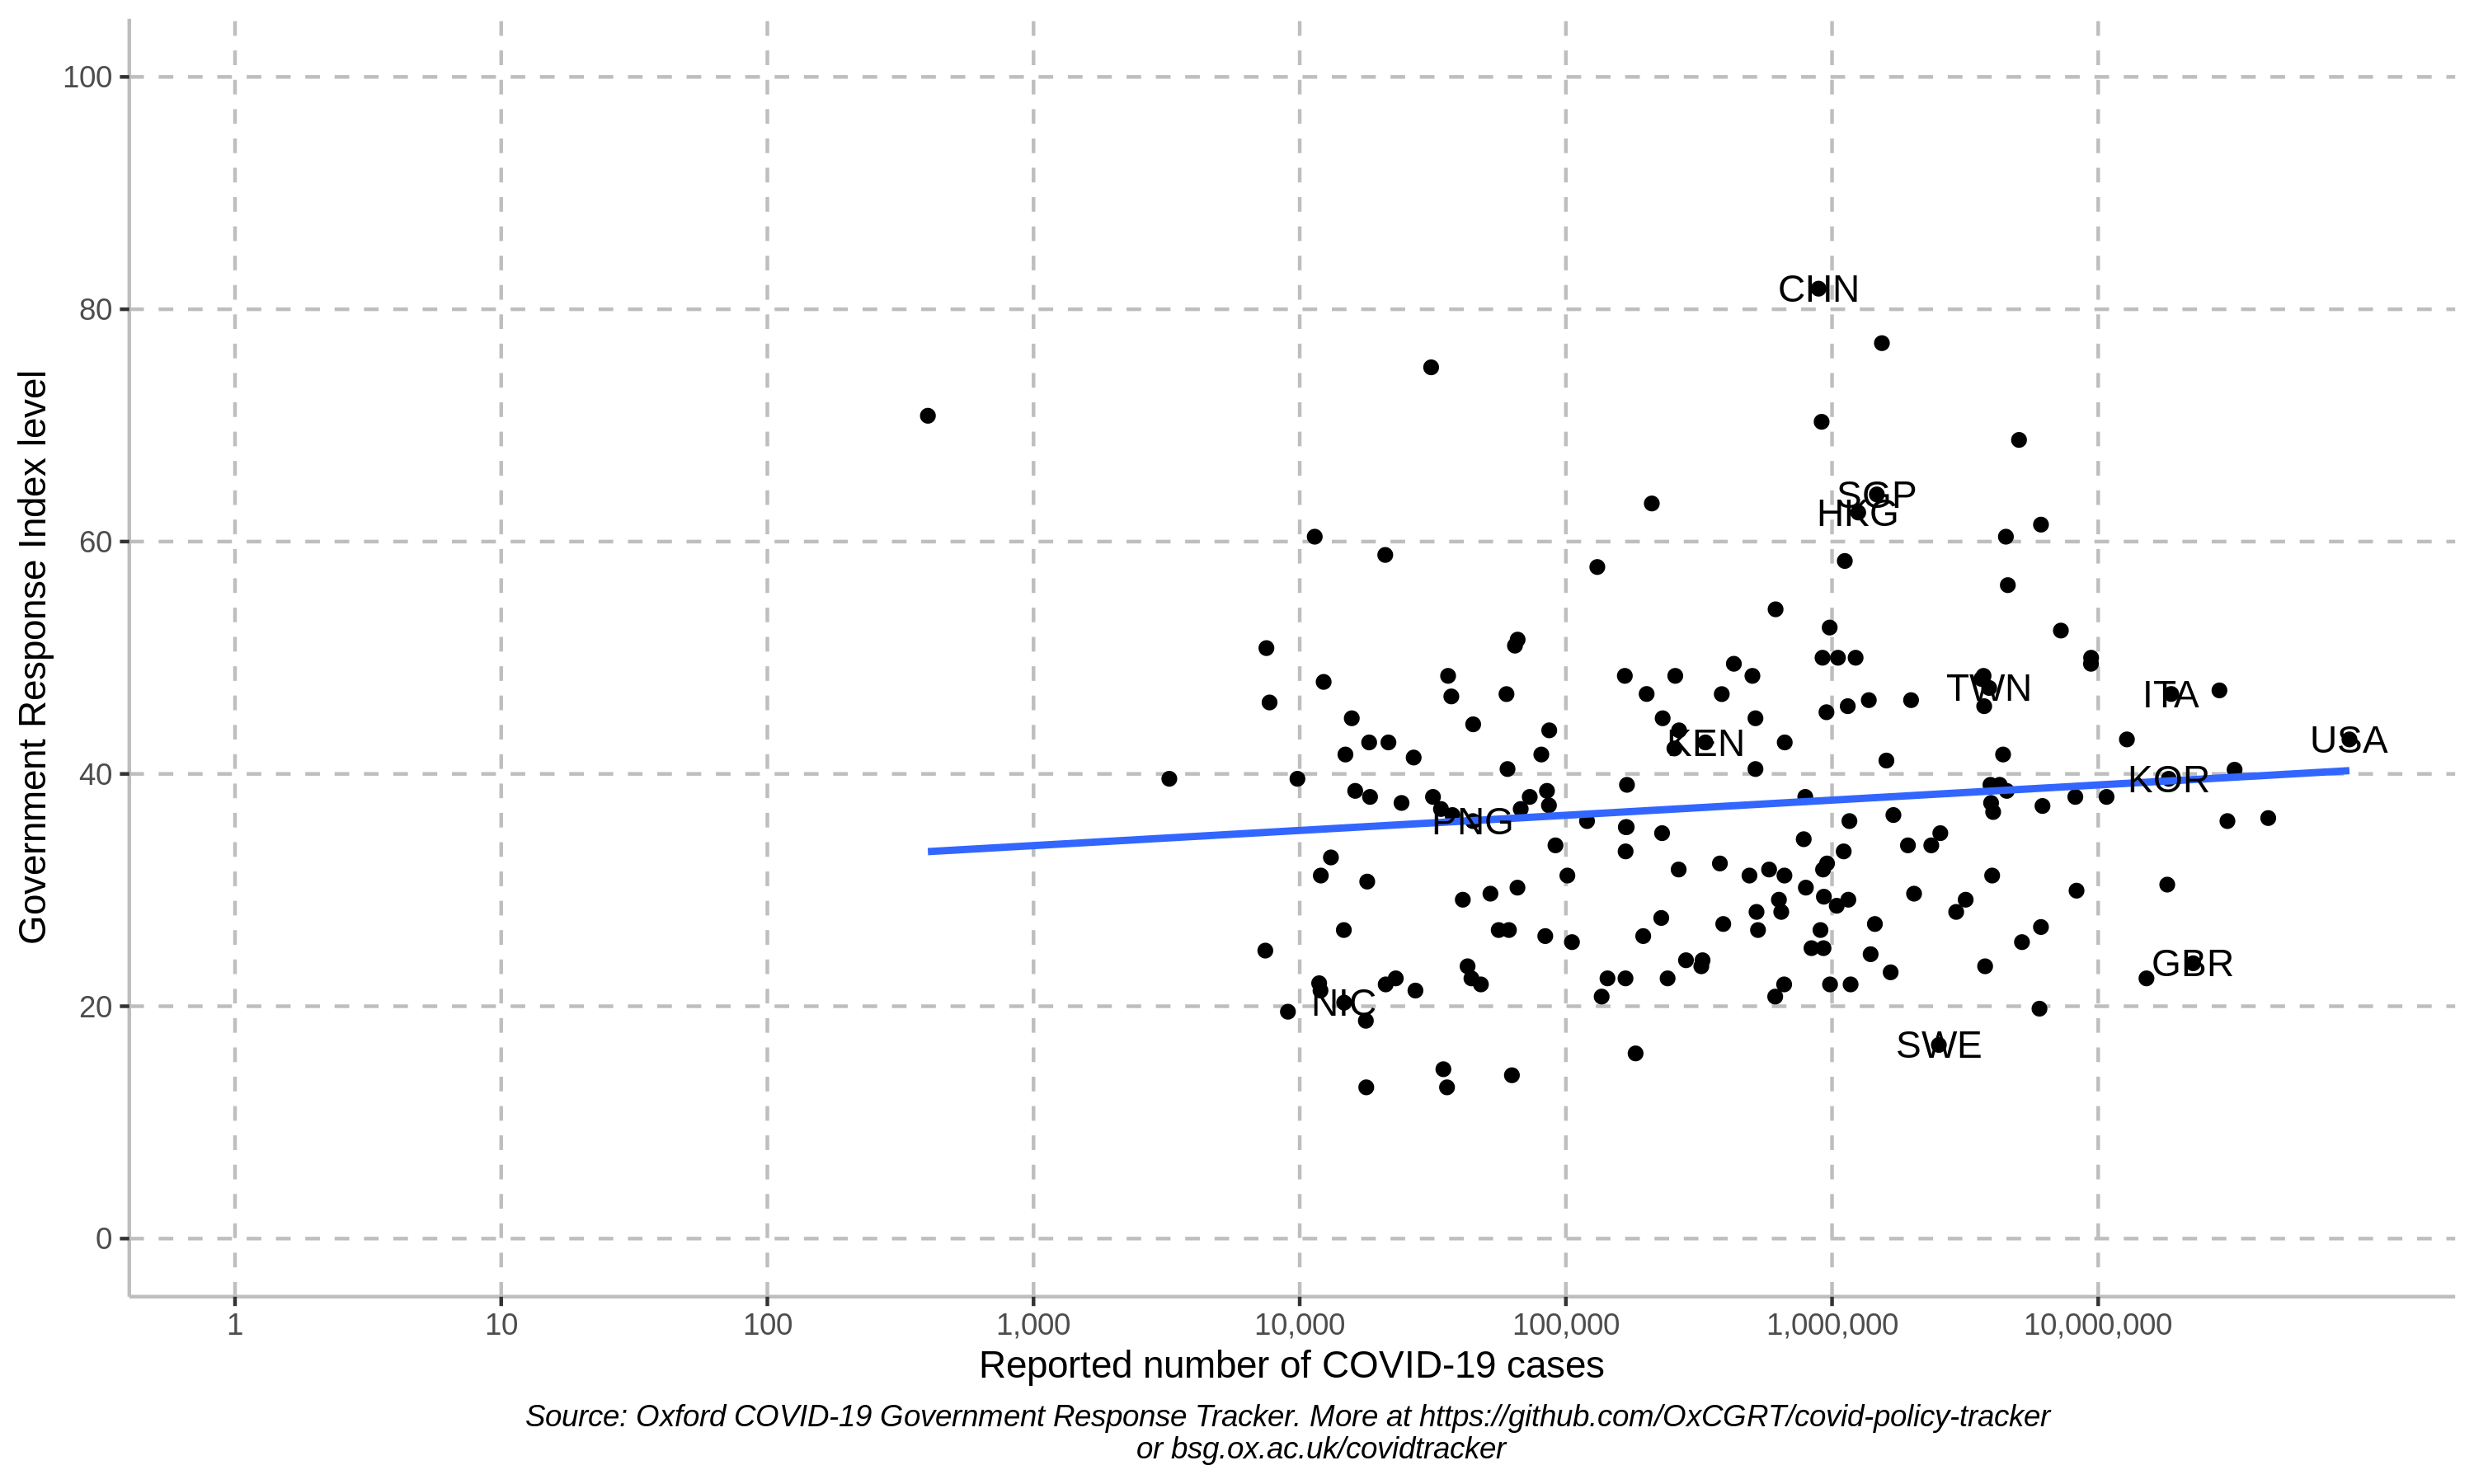 Government Response Index level
100
80
60
40
20
0
CHN
SGP
HKG
TWN
ITA
USA
KEN
KOR
PNG
GBR
NIC
SWE
1
10
100
1,000
10,000
100,000
1,000,000
10,000,000
Reported number of COVID-19 cases
Source: Oxford COVID-19 Government Response Tracker. More at https://github.com/OxCGRT/covid-policy-tracker
or bsg.ox.ac.uk/covidtracker